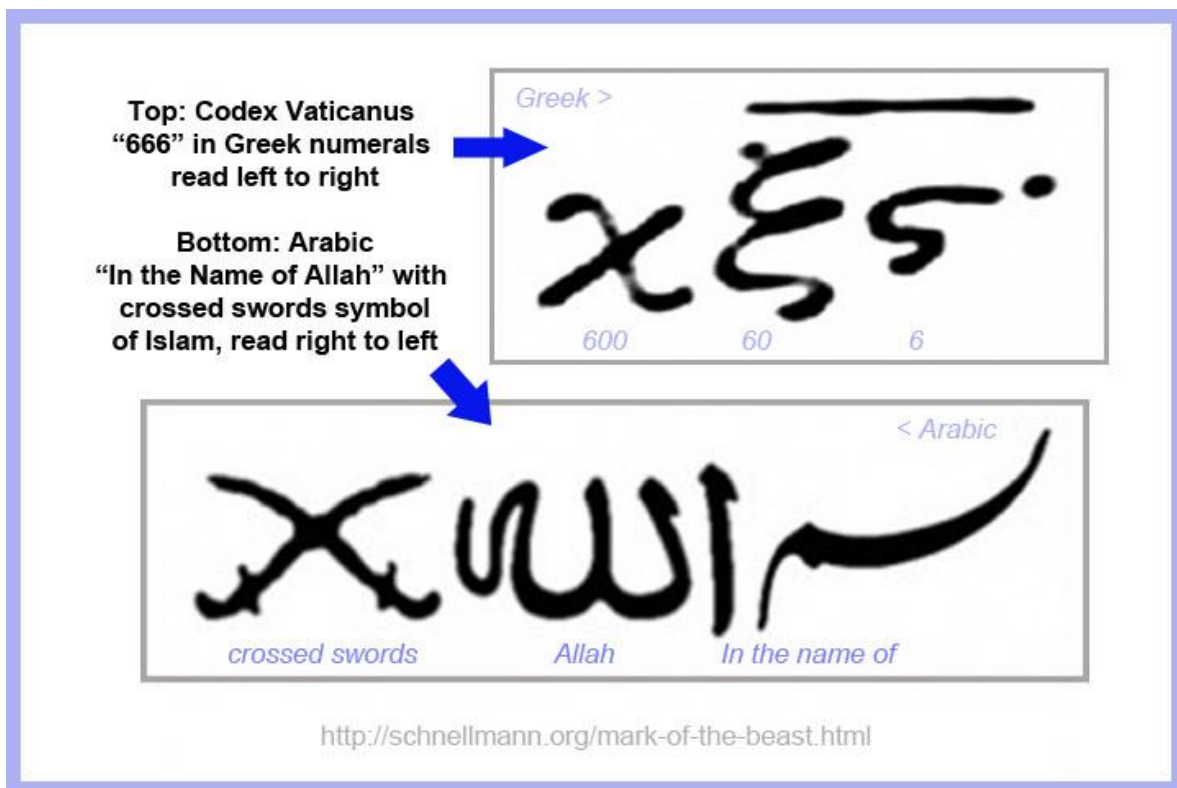 Top: Codex Vaticanus
“666” in Greek numerals
read left to right
Greek >
χξϛ·
600 60 6
Bottom: Arabic
“In the Name of Allah” with
crossed swords symbol
of Islam, read right to left
< Arabic
الله
crossed swords Allah In the name of
http://schnellmann.org/mark-of-the-beast.html